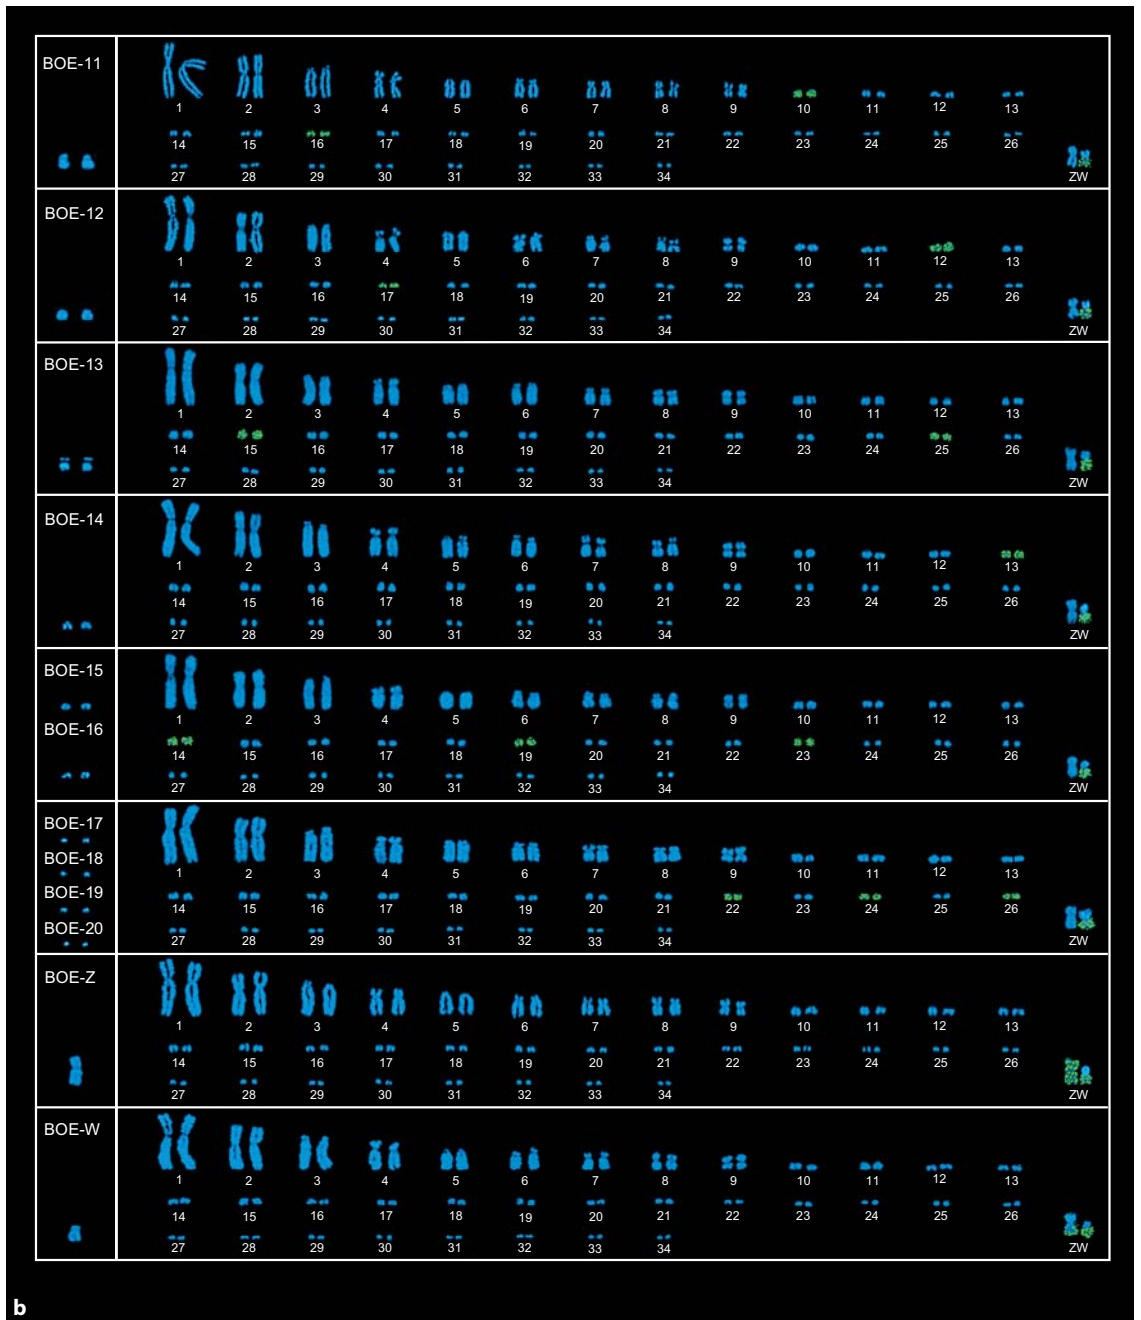 BOE-11
1 2 3 4 5 6 7 8 9 10 11 12 13
14 15 16 17 18 19 20 21 22 23 24 25 26
27 28 29 30 31 32 33 34 ZW
BOE-12
1 2 3 4 5 6 7 8 9 10 11 12 13
14 15 16 17 18 19 20 21 22 23 24 25 26
27 28 29 30 31 32 33 34 ZW
BOE-13
1 2 3 4 5 6 7 8 9 10 11 12 13
14 15 16 17 18 19 20 21 22 23 24 25 26
27 28 29 30 31 32 33 34 ZW
BOE-14
1 2 3 4 5 6 7 8 9 10 11 12 13
14 15 16 17 18 19 20 21 22 23 24 25 26
27 28 29 30 31 32 33 34 ZW
BOE-15
1 2 3 4 5 6 7 8 9 10 11 12 13
BOE-16
14 15 16 17 18 19 20 21 22 23 24 25 26
27 28 29 30 31 32 33 34 ZW
BOE-17
BOE-18
1 2 3 4 5 6 7 8 9 10 11 12 13
BOE-19
14 15 16 17 18 19 20 21 22 23 24 25 26
BOE-20
27 28 29 30 31 32 33 34 ZW
BOE-Z
1 2 3 4 5 6 7 8 9 10 11 12 13
14 15 16 17 18 19 20 21 22 23 24 25 26
27 28 29 30 31 32 33 34 ZW
BOE-W
1 2 3 4 5 6 7 8 9 10 11 12 13
14 15 16 17 18 19 20 21 22 23 24 25 26
27 28 29 30 31 32 33 34 ZW
b